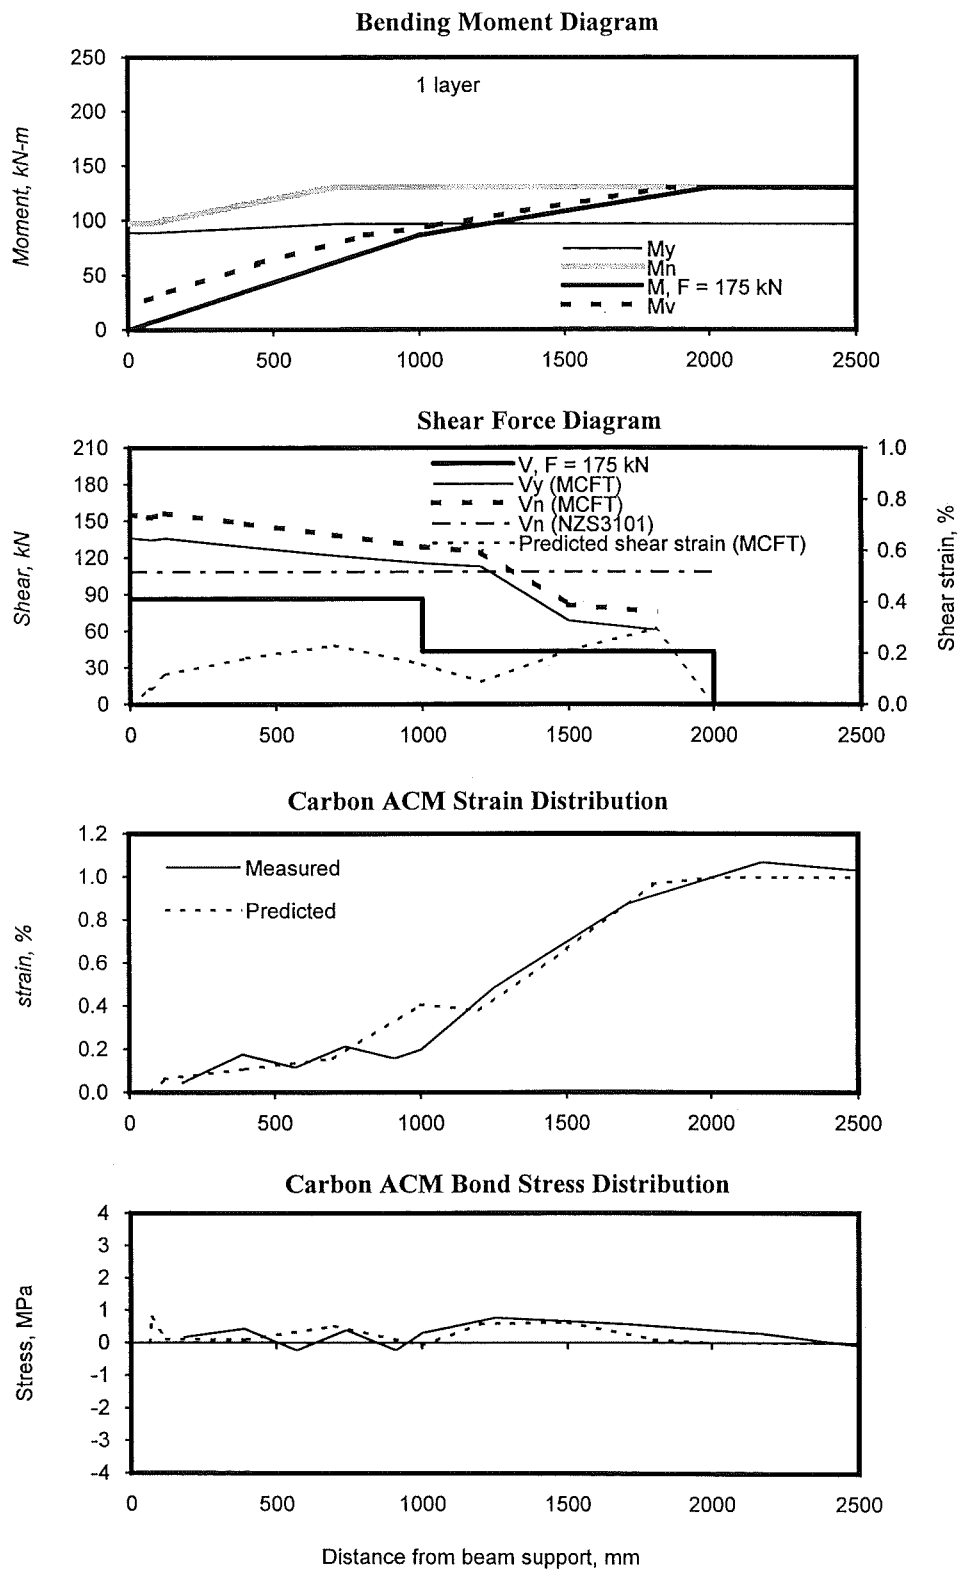 Bending Moment Diagram
250
200
150
100
50
0
Moment, kN-m
1 layer
My
Mn
M, F = 175 kN
Mv
0
500
1000
1500
2000
2500
Shear Force Diagram
210
180
150
120
90
60
30
0
Shear, kN
V, F = 175 kN
Vy (MCFT)
Vn (MCFT)
Vn (NZS3101)
Predicted shear strain (MCFT)
1.0
0.8
0.6
0.4
0.2
0.0
Shear strain, %
0
500
1000
1500
2000
2500
Carbon ACM Strain Distribution
1.2
1.0
0.8
0.6
0.4
0.2
0.0
strain, %
Measured
Predicted
0
500
1000
1500
2000
2500
Carbon ACM Bond Stress Distribution
4
3
2
1
0
-1
-2
-3
-4
Stress, MPa
0
500
1000
1500
2000
2500
Distance from beam support, mm